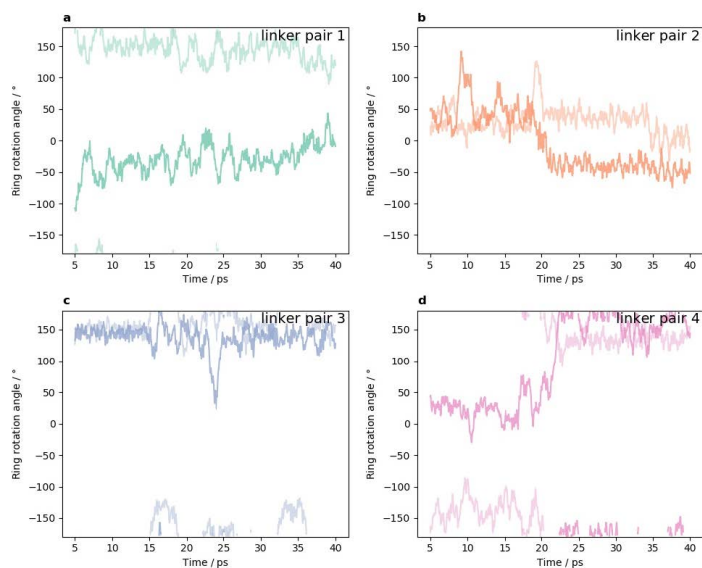 a
linker pair 1
Ring rotation angle / °
150
100
50
0
−50
−100
−150
5 10 15 20 25 30 35 40
Time / ps
b
linker pair 2
Ring rotation angle / °
150
100
50
0
−50
−100
−150
5 10 15 20 25 30 35 40
Time / ps
c
linker pair 3
Ring rotation angle / °
150
100
50
0
−50
−100
−150
5 10 15 20 25 30 35 40
Time / ps
d
linker pair 4
Ring rotation angle / °
150
100
50
0
−50
−100
−150
5 10 15 20 25 30 35 40
Time / ps